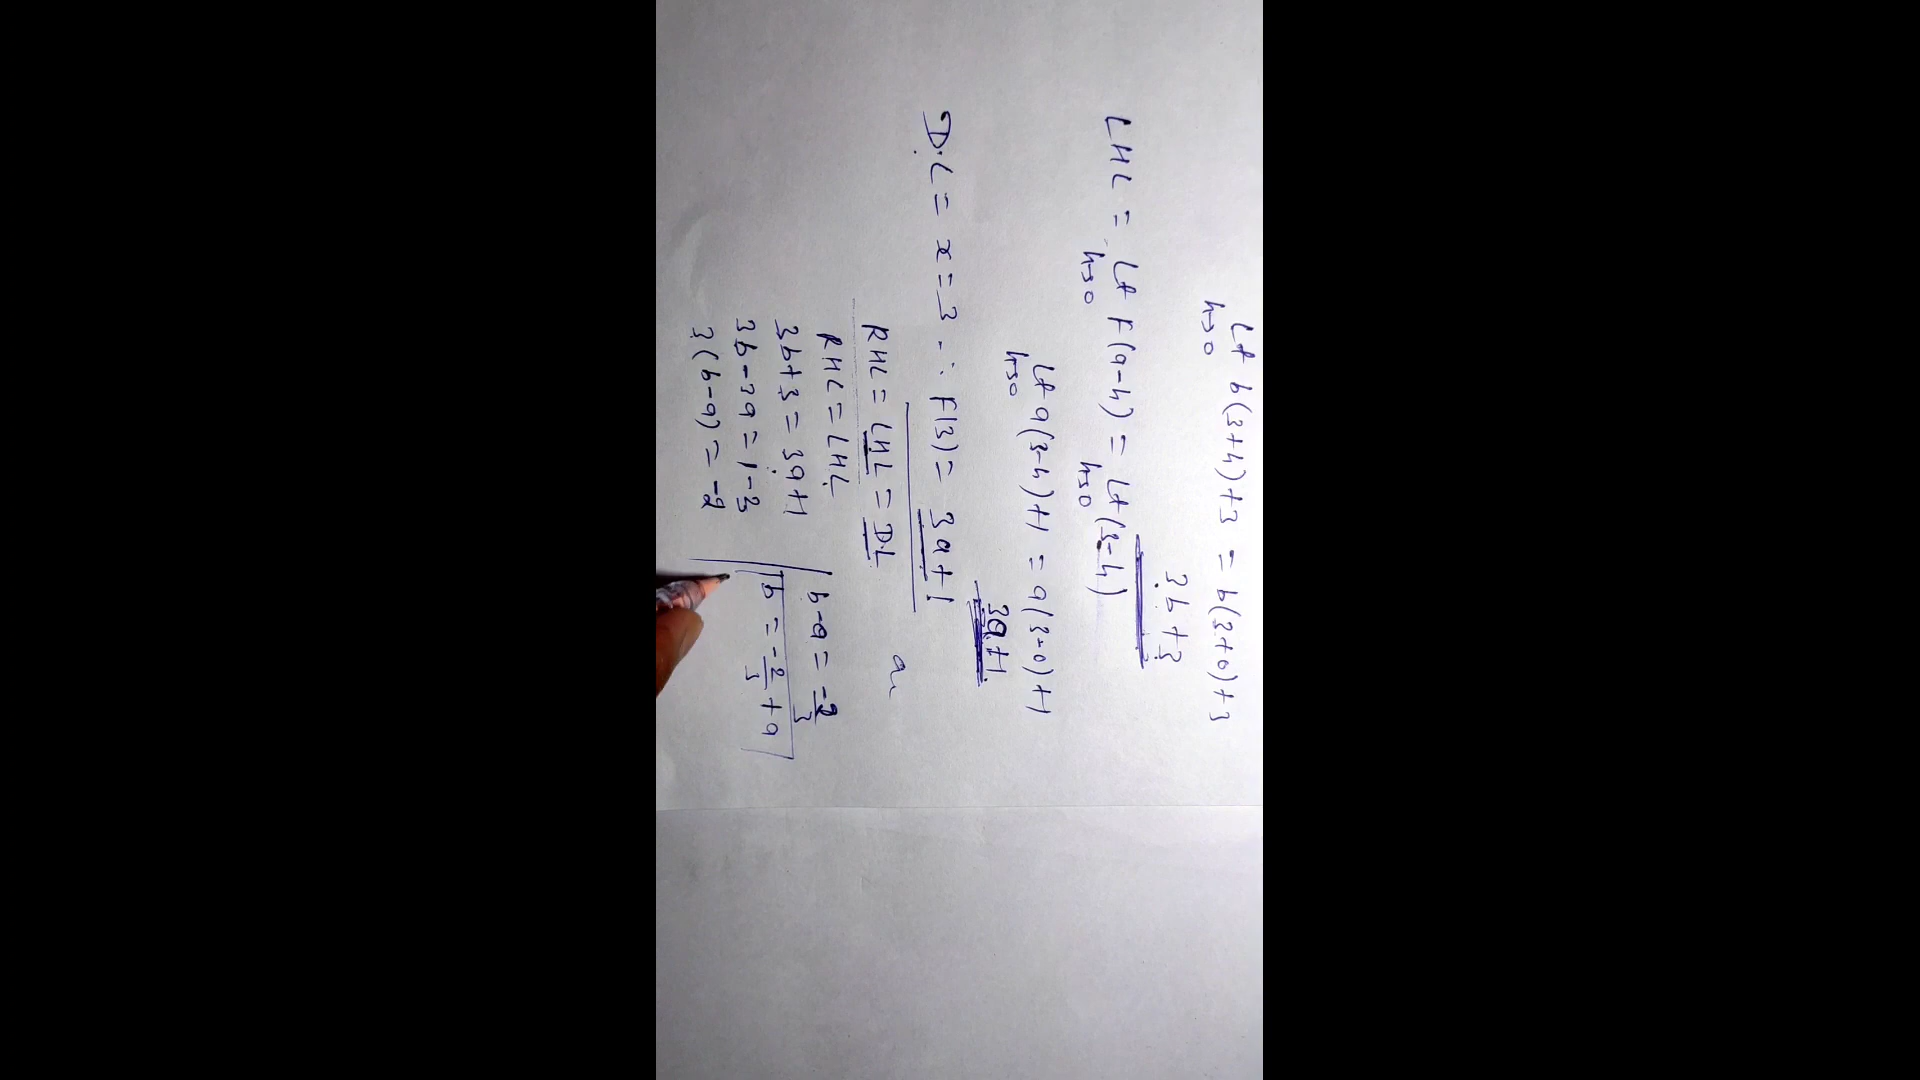 Lt b(3+h)+3 = b(3+0)+3
h→0
3b+3
LHL = Lt F(a-h) = Lt (3-h)
h→0 h→0
Lt a(3-h)+1 = a(3-0)+1
h→0
3a+1
D.L = x=3 ∴ F(3) = 3a+1
a
RHL = LHL = D.L
RHL = LHL
3b+3 = 3a+1
3b-3a = 1-3
3(b-a) = -2
b-a = -2/3
b = -2/3 + a